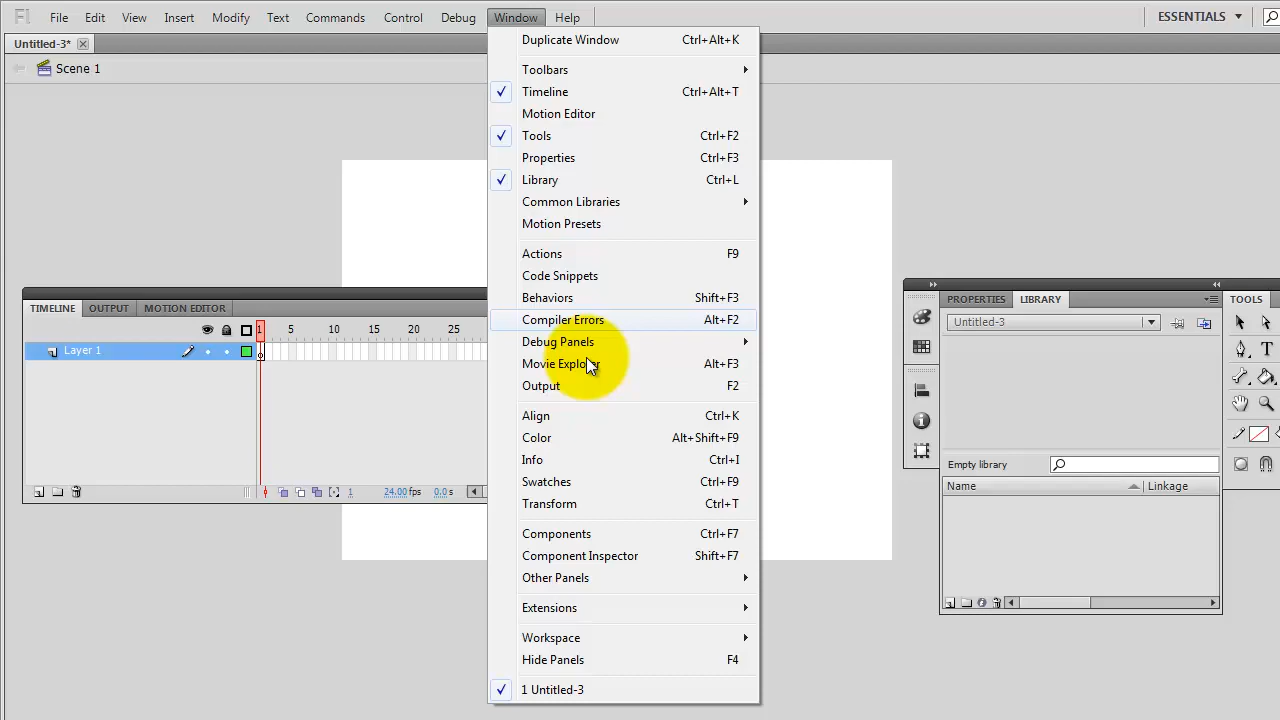 Fl File Edit View Insert Modify Text Commands Control Debug Window Help ESSENTIALS
Untitled-3*
Scene 1
Duplicate Window Ctrl+Alt+K
Toolbars
Timeline Ctrl+Alt+T
Motion Editor
Tools Ctrl+F2
Properties Ctrl+F3
Library Ctrl+L
Common Libraries
Motion Presets
Actions F9
Code Snippets
Behaviors Shift+F3
Compiler Errors Alt+F2
Debug Panels
Movie Explorer Alt+F3
Output F2
Align Ctrl+K
Color Alt+Shift+F9
Info Ctrl+I
Swatches Ctrl+F9
Transform Ctrl+T
Components Ctrl+F7
Component Inspector Shift+F7
Other Panels
Extensions
Workspace
Hide Panels F4
1 Untitled-3
TIMELINE OUTPUT MOTION EDITOR
1 5 10 15 20 25
Layer 1
1 24.00 fps 0.0 s
PROPERTIES LIBRARY TOOLS
Untitled-3
Empty library
Name Linkage